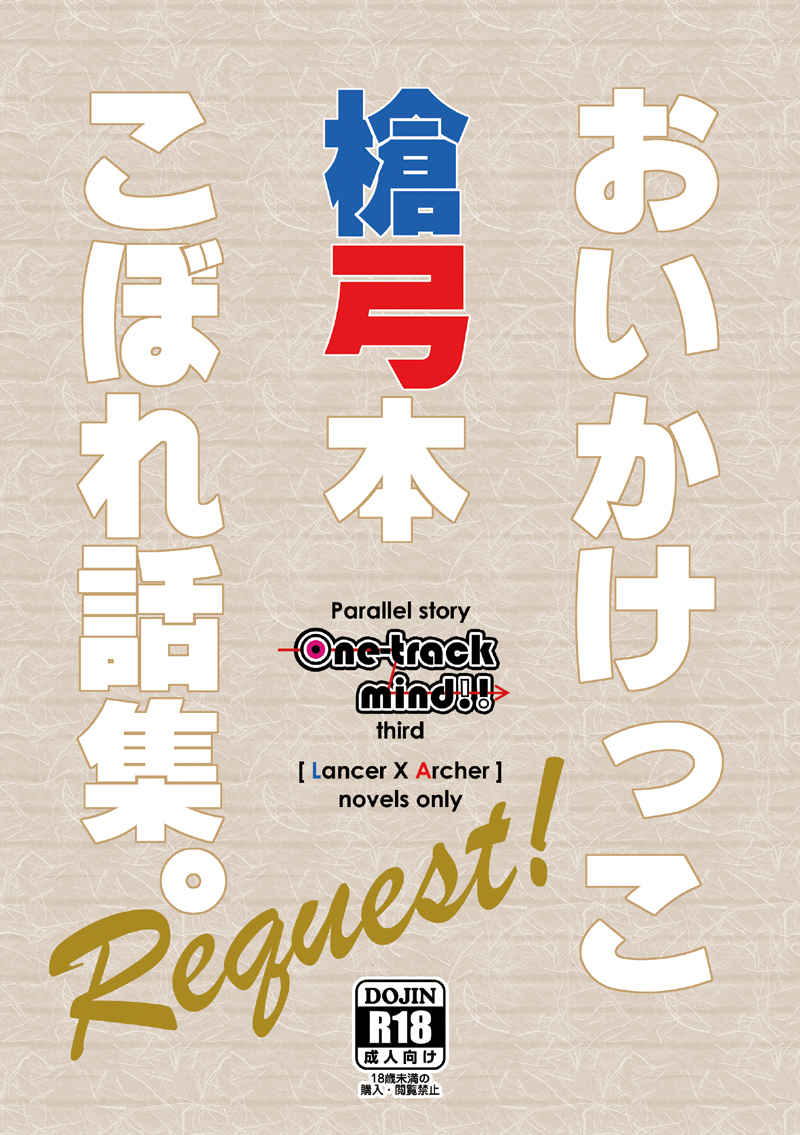 おいかけっこ
槍弓本
こぼれ話集。
Parallel story
One-track
mind!!
third
[ Lancer X Archer ]
novels only
Request!
DOJIN
R18
成人向け
18歳未満の
購入・閲覧禁止